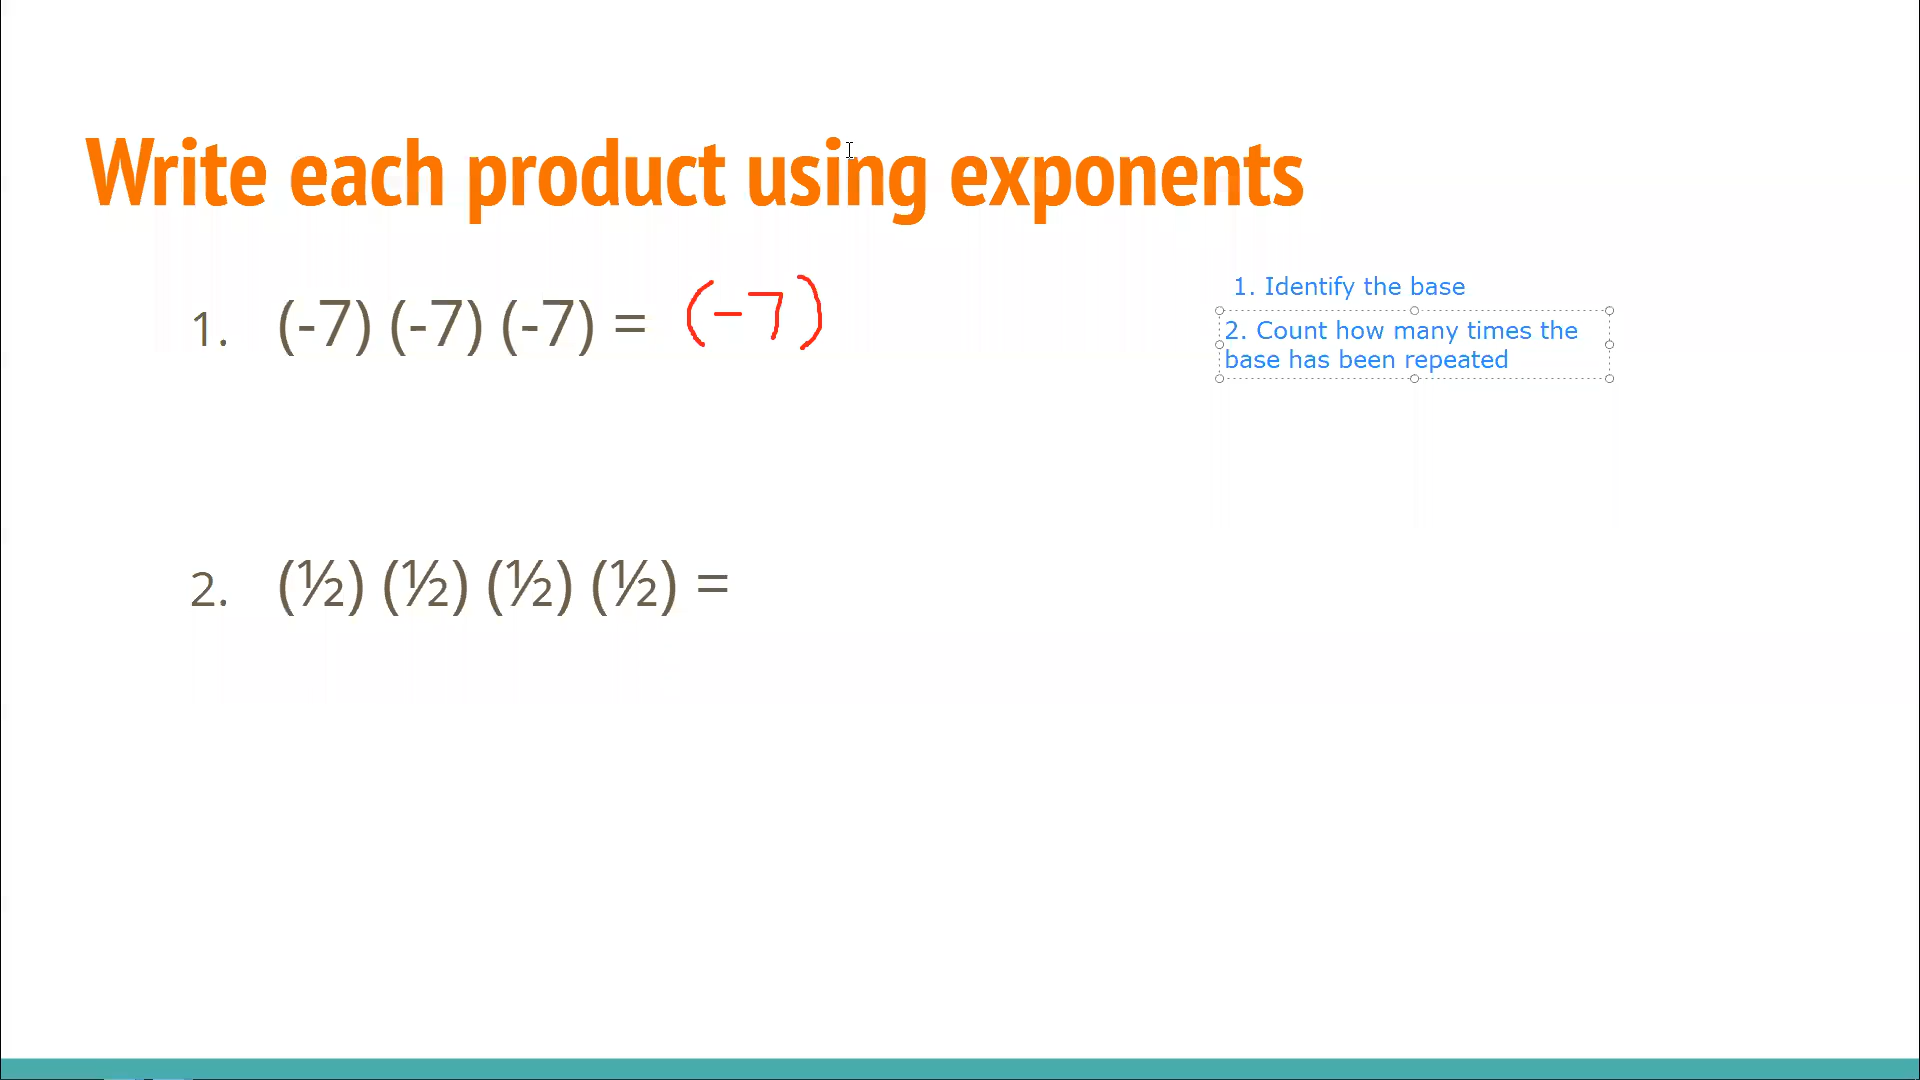 Write each product using exponents
1. (-7) (-7) (-7) = (-7)
1. Identify the base
2. Count how many times the
base has been repeated
2. (½) (½) (½) (½) =